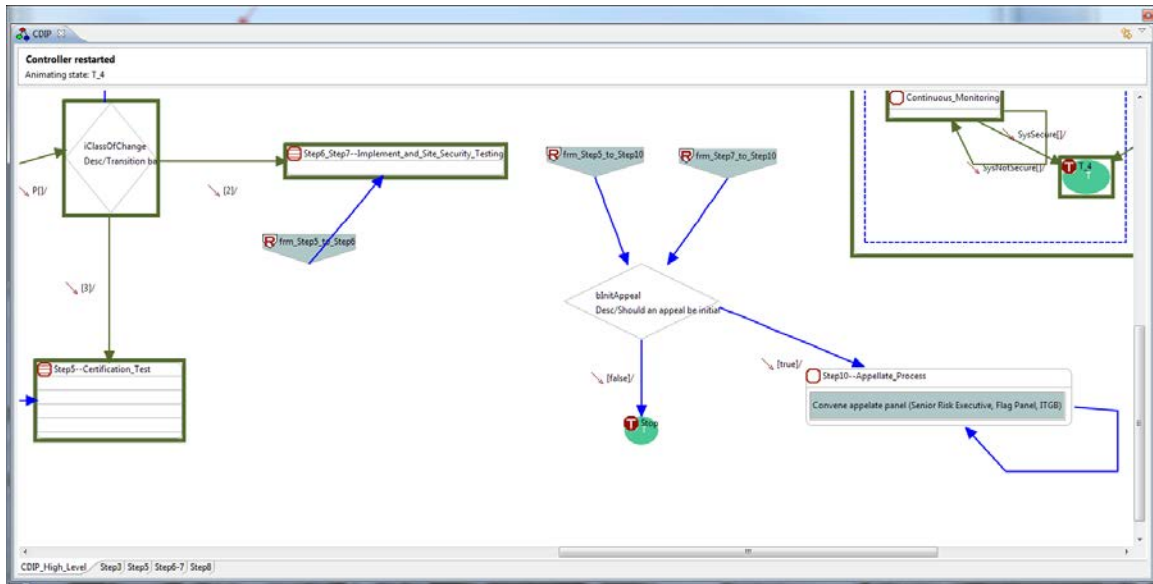 CDIP
Controller restarted
Animating state: T_4
iClassOfChange
Desc/Transition ba
P[]/
[2]/
[3]/
Step6_Step7--Implement_and_Site_Security_Testing
R frm_Step5_to_Step6
Step5--Certification_Test
R frm_Step5_to_Step10
R frm_Step7_to_Step10
bInitAppeal
Desc/Should an appeal be initial
[false]/
[true]/
T Stop
Step10--Appellate_Process
Convene appelate panel (Senior Risk Executive, Flag Panel, ITGB)
Continuous_Monitoring
SysSecure[]/
SysNotSecure[]/
T T_4
CDIP_High_Level Step3 Step5 Step6-7 Step8